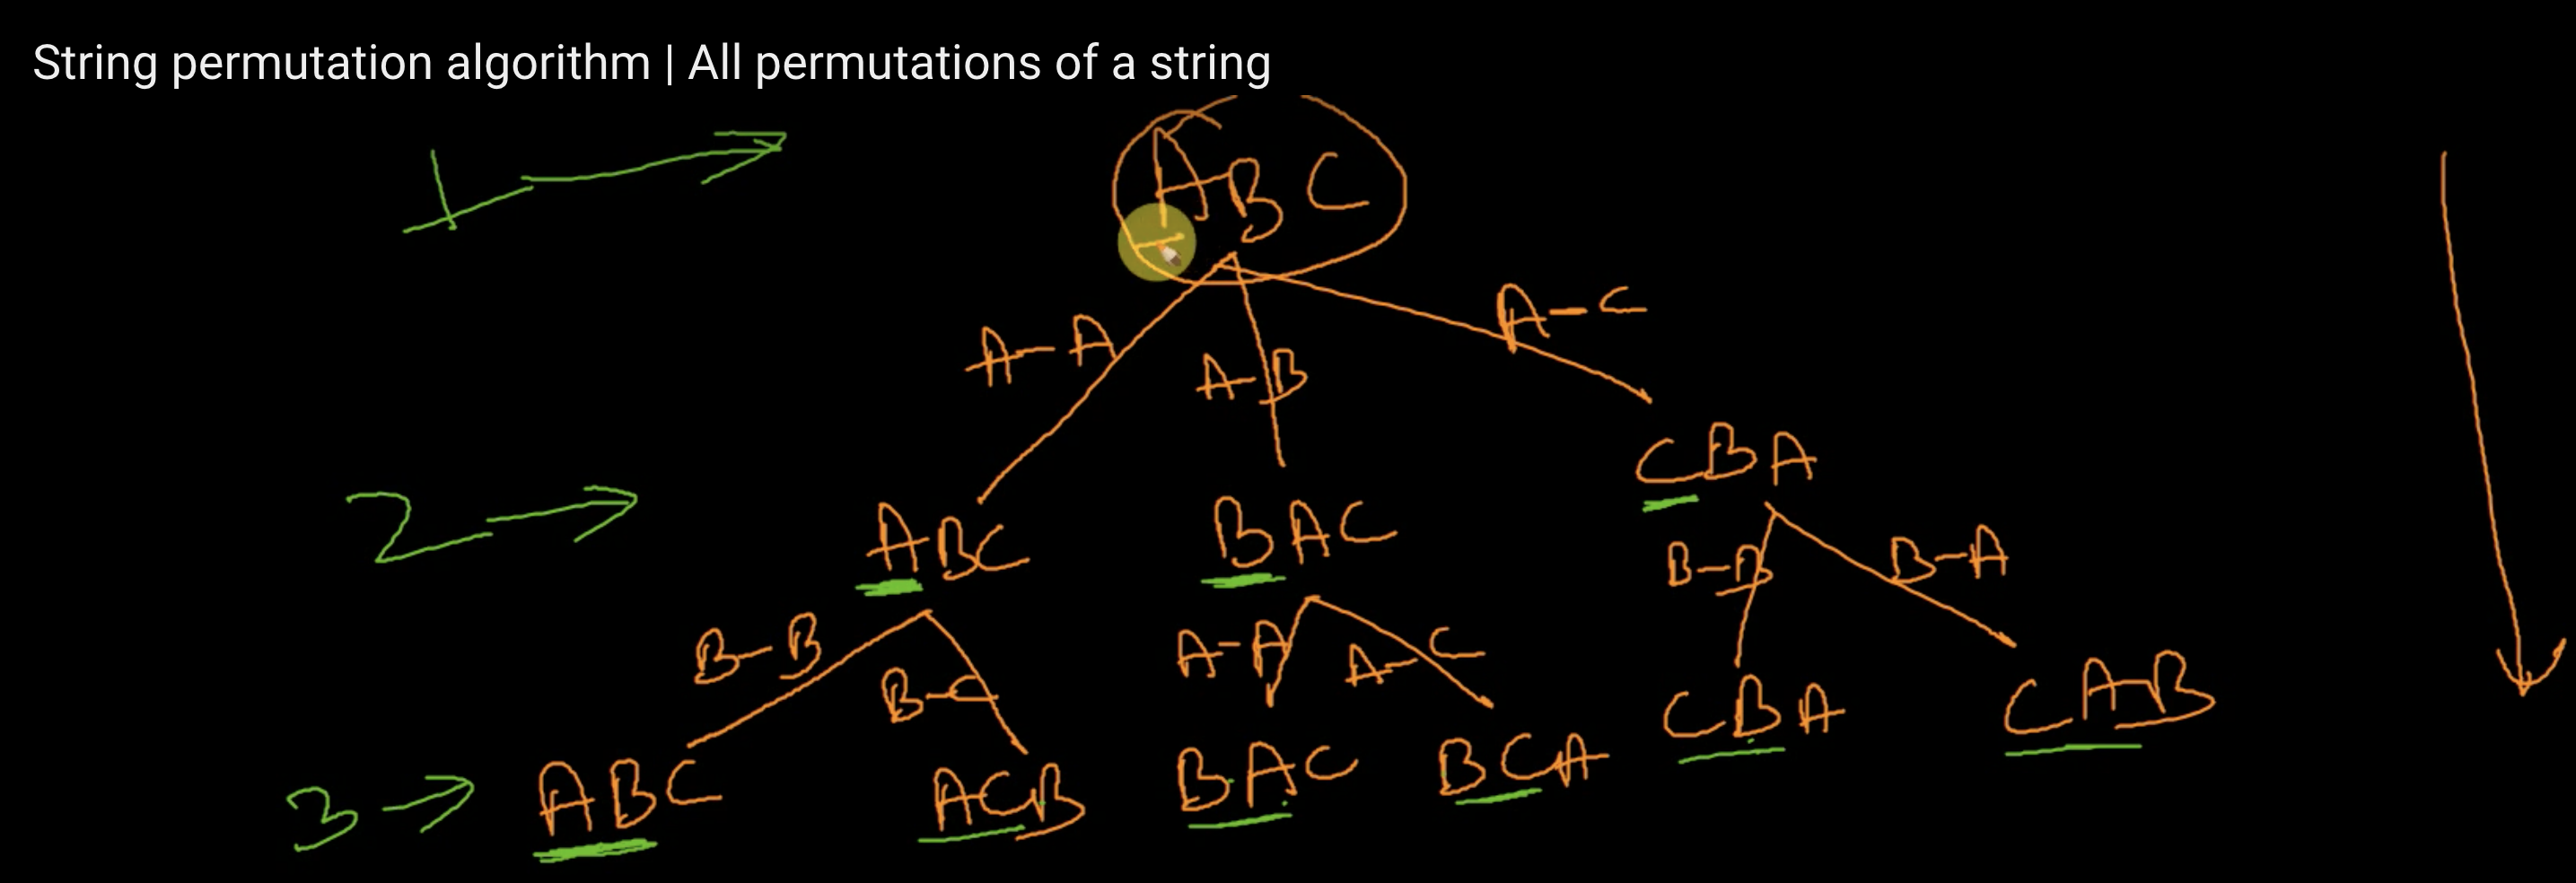 String permutation algorithm | All permutations of a string
1
ABC
A-A
A-B
A-C
2
ABC
BAC
CBA
B-B
B-C
A-A
A-C
B-B
B-A
3
ABC
ACB
BAC
BCA
CBA
CAB